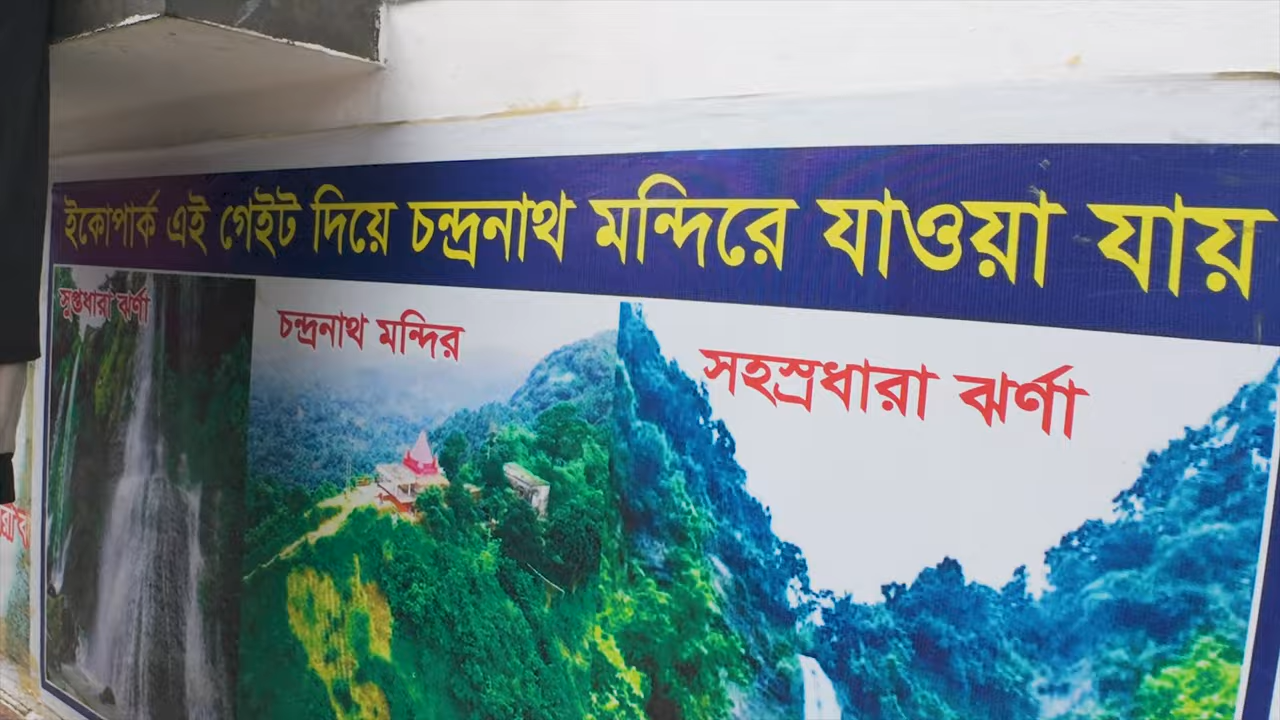 ইকোপার্ক এই গেইট দিয়ে চন্দ্রনাথ মন্দিরে যাওয়া যায়
সুপ্তধারা ঝর্ণা
চন্দ্রনাথ মন্দির
সহস্রধারা ঝর্ণা